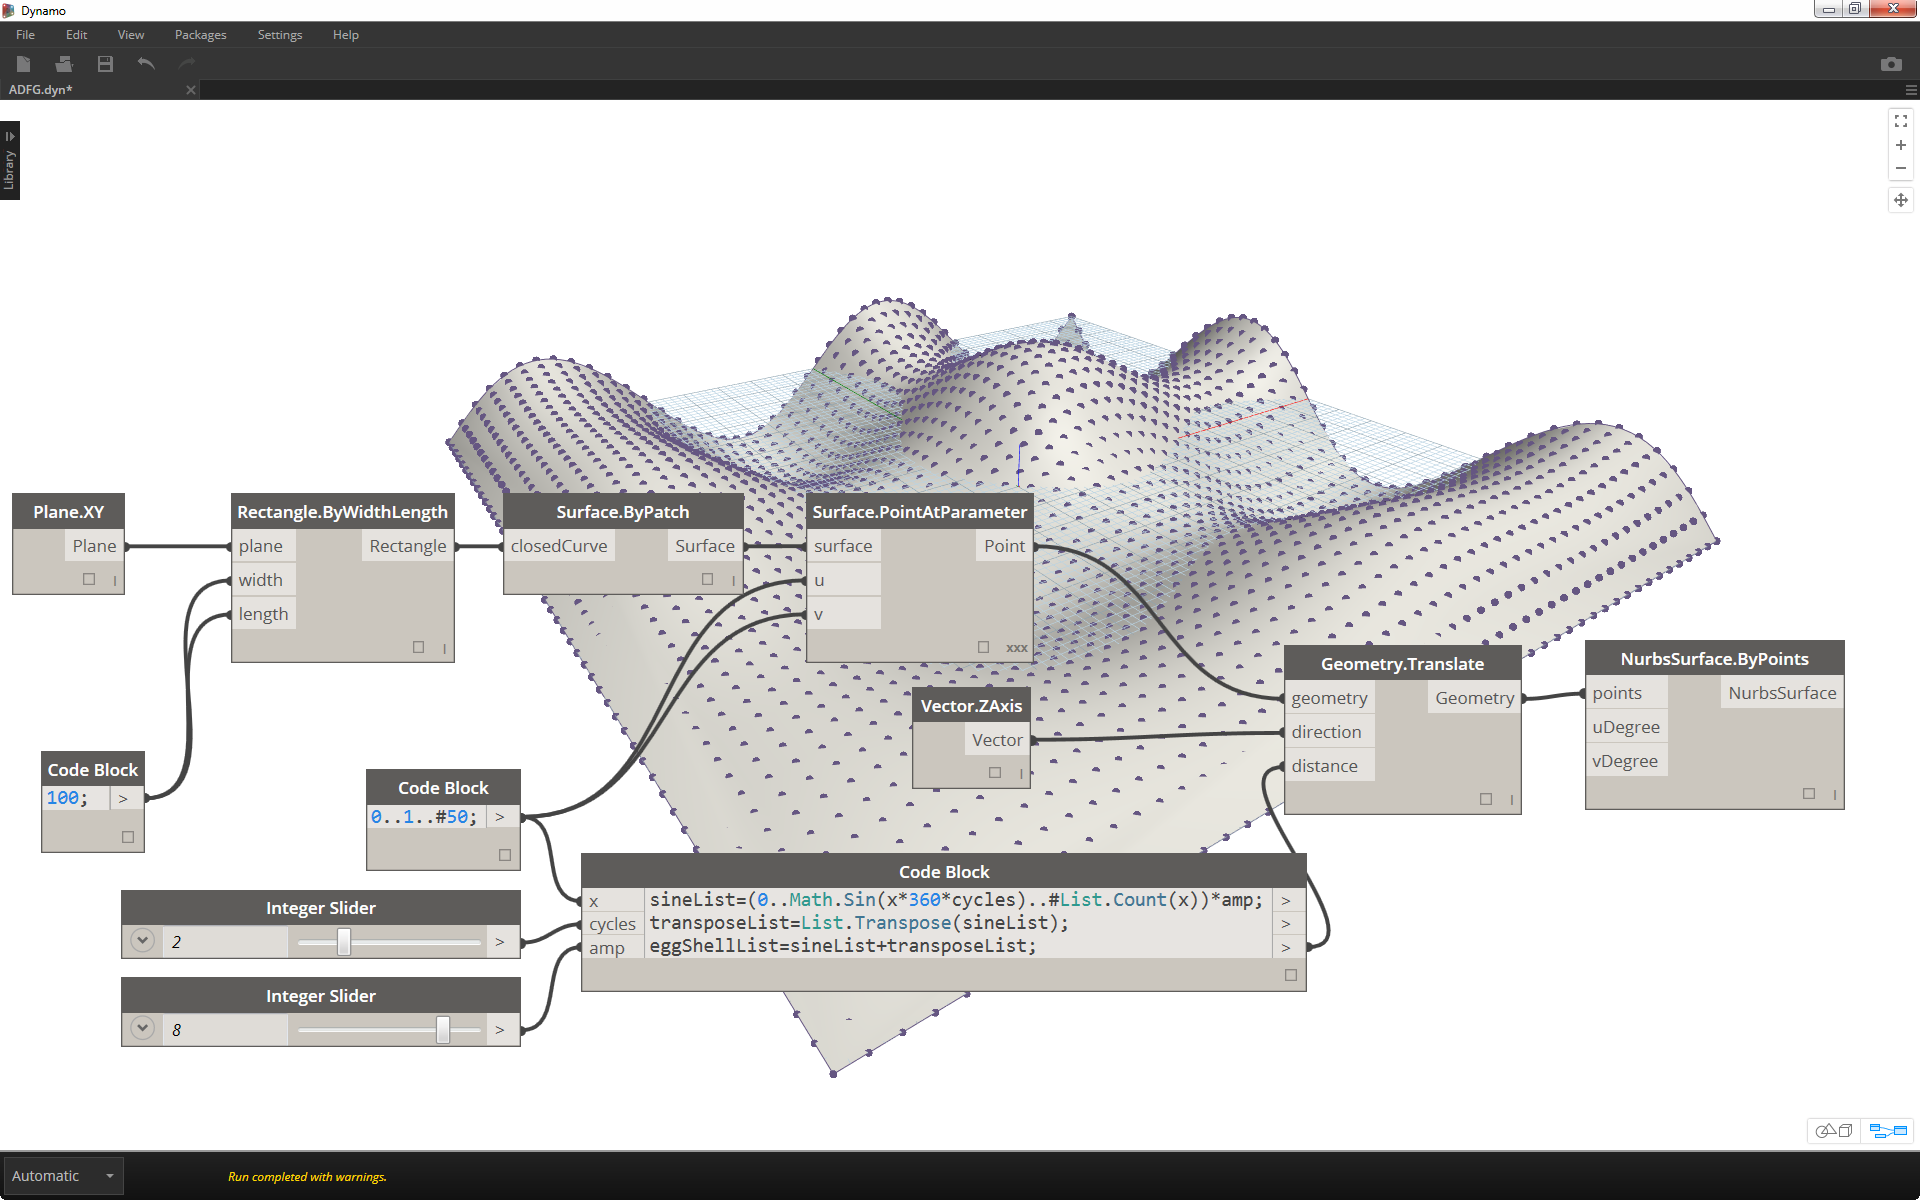 Dynamo
File Edit View Packages Settings Help
ADFG.dyn*
Library
Plane.XY
Plane
Rectangle.ByWidthLength
plane Rectangle
width
length
Surface.ByPatch
closedCurve Surface
Surface.PointAtParameter
surface Point
u
v
xxx
Vector.ZAxis
Vector
Geometry.Translate
geometry Geometry
direction
distance
NurbsSurface.ByPoints
points NurbsSurface
uDegree
vDegree
Code Block
100; >
Code Block
0..1..#50; >
Integer Slider
2 >
Integer Slider
8 >
Code Block
x sineList=(0..Math.Sin(x*360*cycles)..#List.Count(x))*amp; >
cycles transposeList=List.Transpose(sineList); >
amp eggShellList=sineList+transposeList; >
Automatic
Run completed with warnings.